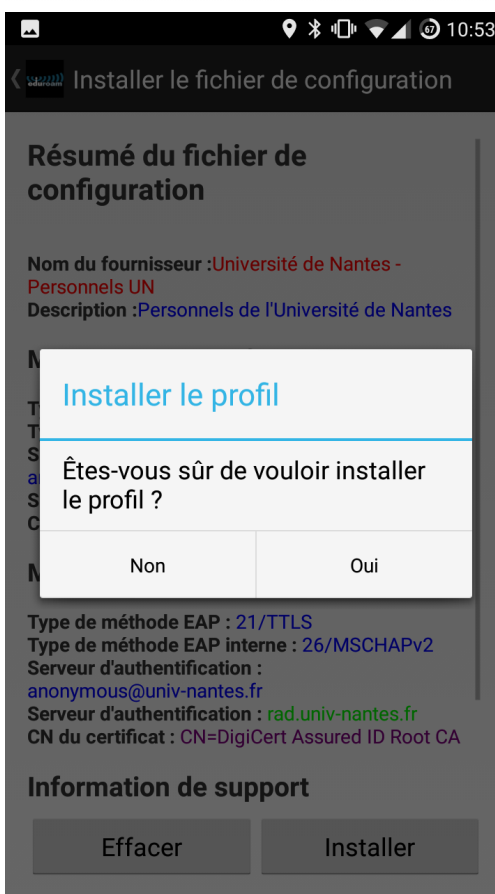 67 10:53
eduroam Installer le fichier de configuration
Résumé du fichier de
configuration
Nom du fournisseur :Université de Nantes -
Personnels UN
Description :Personnels de l'Université de Nantes
M
T
T
S
a
S
C
Installer le profil
Êtes-vous sûr de vouloir installer
le profil ?
Non Oui
M
Type de méthode EAP : 21/TTLS
Type de méthode EAP interne : 26/MSCHAPv2
Serveur d'authentification :
anonymous@univ-nantes.fr
Serveur d'authentification : rad.univ-nantes.fr
CN du certificat : CN=DigiCert Assured ID Root CA
Information de support
Effacer Installer